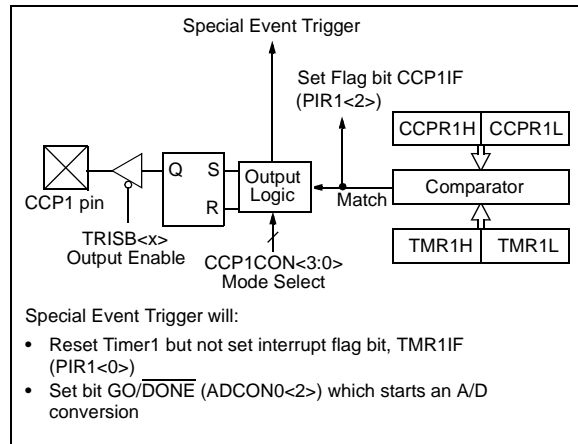 Special Event Trigger
Set Flag bit CCP1IF
(PIR1<2>)
CCPR1H CCPR1L
Q S
R
Output
Logic
Match
Comparator
CCP1 pin
TRISB<x>
Output Enable
CCP1CON<3:0>
Mode Select
TMR1H TMR1L
Special Event Trigger will:
• Reset Timer1 but not set interrupt flag bit, TMR1IF
(PIR1<0>)
• Set bit GO/DONE (ADCON0<2>) which starts an A/D
conversion